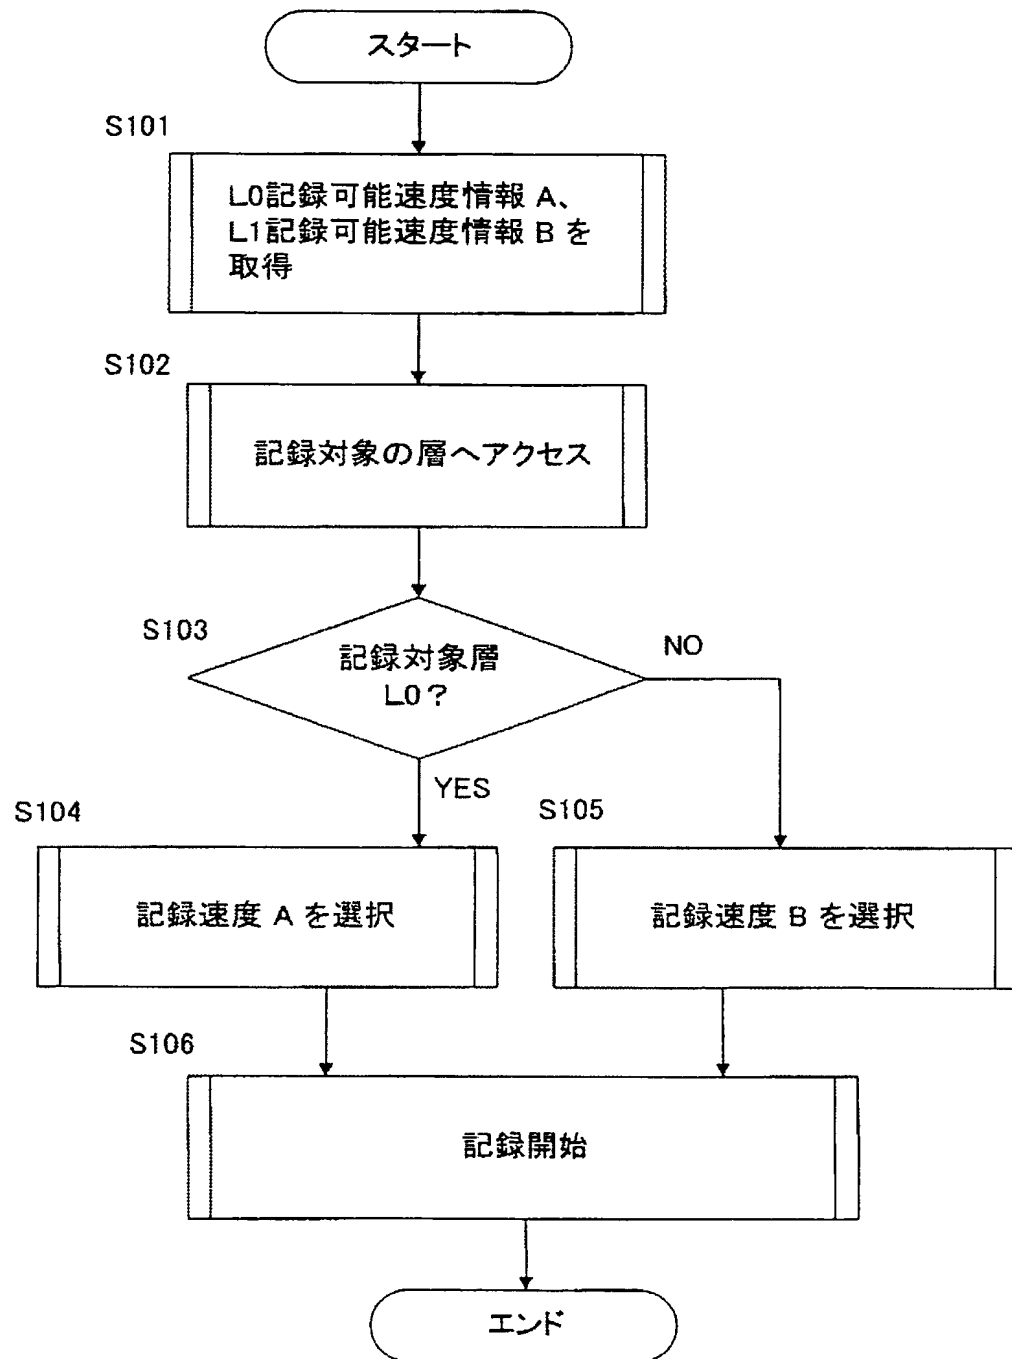 スタート
S101
L0記録可能速度情報 A、
L1記録可能速度情報 B を
取得
S102
記録対象の層へアクセス
S103
記録対象層
L0？
NO
YES
S104
記録速度 A を選択
S105
記録速度 B を選択
S106
記録開始
エンド